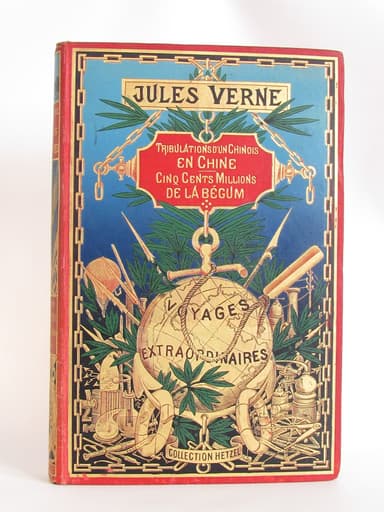 JULES VERNE
TRIBULATIONS D'UN CHINOIS
EN CHINE
CINQ CENTS MILLIONS
DE LA BÉGUM
VOYAGES
EXTRAORDINAIRES
COLLECTION HETZEL